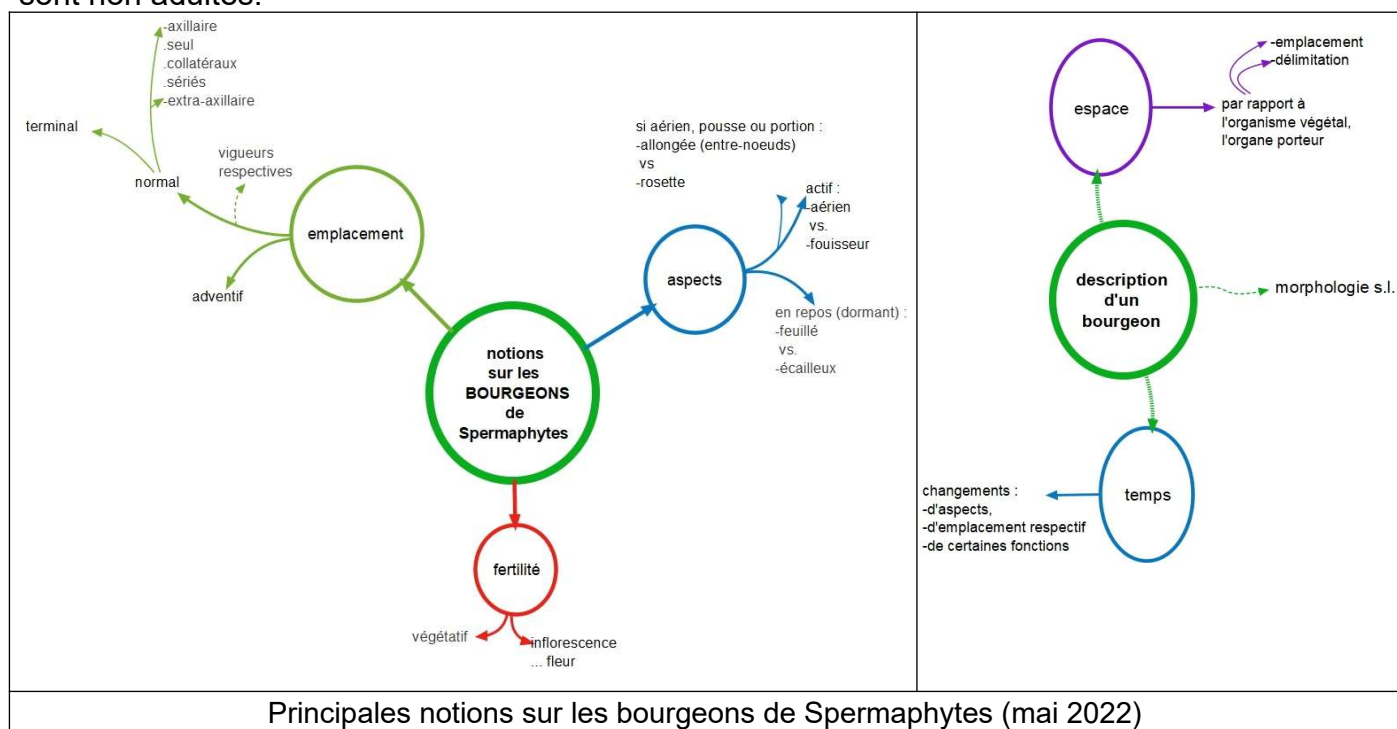 sont non adultes.
-axillaire
.seul
.collatéraux
.sériés
-extra-axillaire
terminal
normal
vigueurs
respectives
emplacement
adventif
si aérien, pousse ou portion :
-allongée (entre-noeuds)
vs
-rosette
actif :
-aérien
vs.
-fouisseur
aspects
en repos (dormant) :
-feuillé
vs.
-écailleux
notions
sur les
BOURGEONS
de
Spermaphytes
fertilité
végétatif
inflorescence
... fleur
espace
-emplacement
-délimitation
par rapport à
l'organisme végétal,
l'organe porteur
description
d'un
bourgeon
morphologie s.l.
temps
changements :
-d'aspects,
-d'emplacement respectif
-de certaines fonctions
Principales notions sur les bourgeons de Spermaphytes (mai 2022)